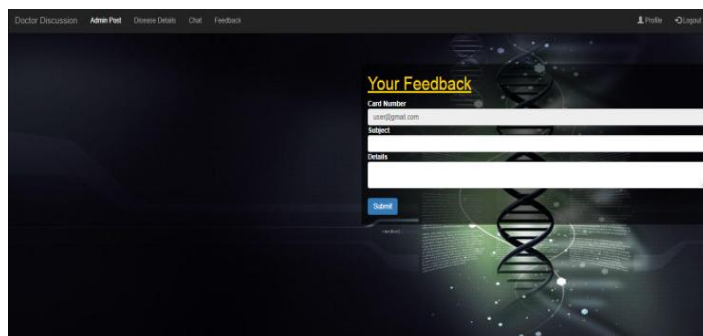 Doctor Discussion Admin Post Disease Details Chat Feedback Profile Logout
Your Feedback
Card Number
user@gmail.com
Subject
Details
Submit